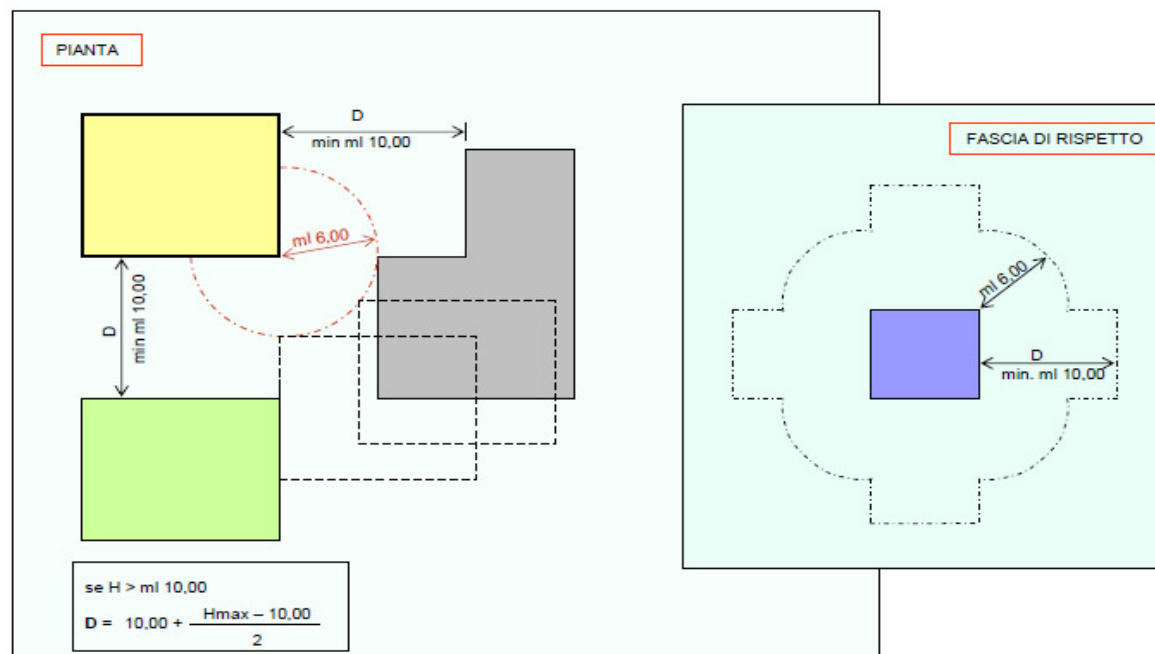 PIANTA
D
min ml 10,00
ml 6,00
D
min ml 10,00
se H > ml 10,00
D = 10,00 + Hmax – 10,00
2
FASCIA DI RISPETTO
ml 6,00
D
min. ml 10,00